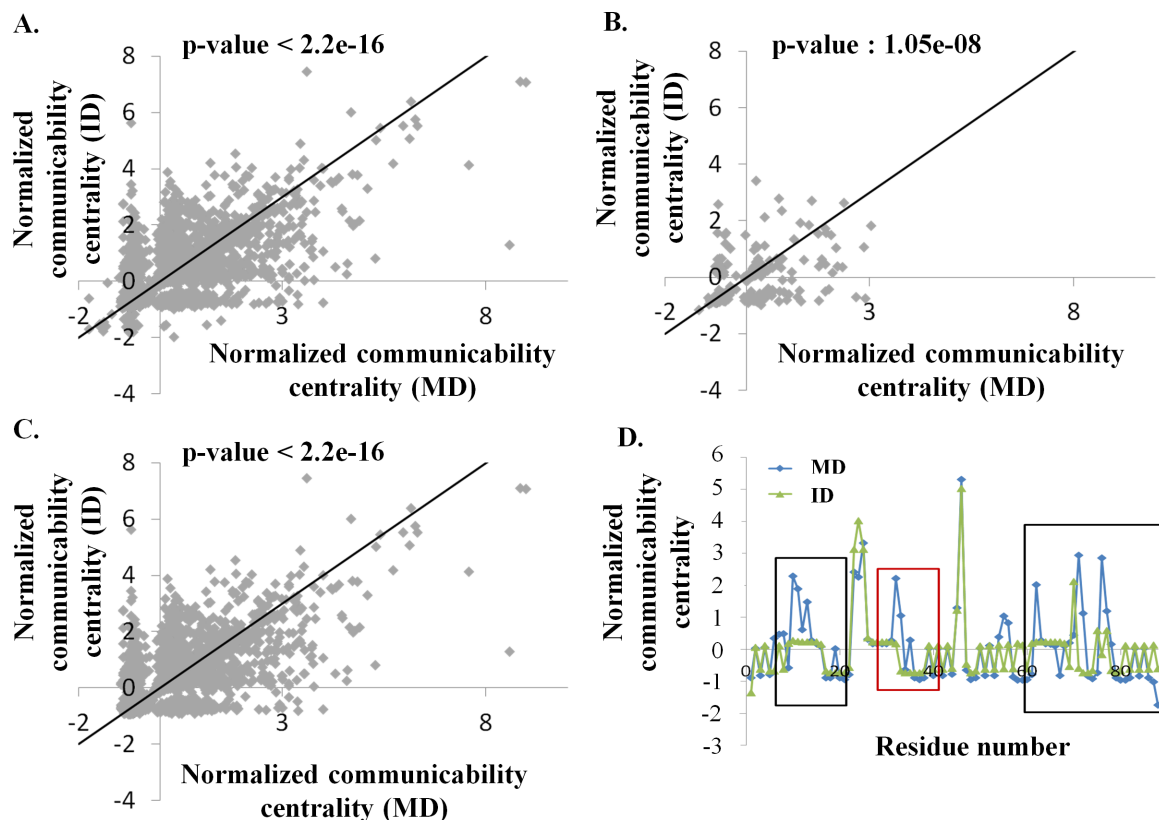 A.
p-value < 2.2e-16
Normalized
communicability
centrality (ID)
8
6
4
2
0
-2
-4
-2
3
8
Normalized communicability
centrality (MD)
B.
p-value : 1.05e-08
Normalized
communicability
centrality (ID)
8
6
4
2
0
-2
-4
-2
3
8
Normalized communicability
centrality (MD)
C.
p-value < 2.2e-16
Normalized
communicability
centrality (ID)
8
6
4
2
0
-2
-4
-2
3
8
Normalized communicability
centrality (MD)
D.
MD
ID
Normalized
communicability
centrality
6
5
4
3
2
1
0
-1
-2
-3
0
20
40
60
80
Residue number